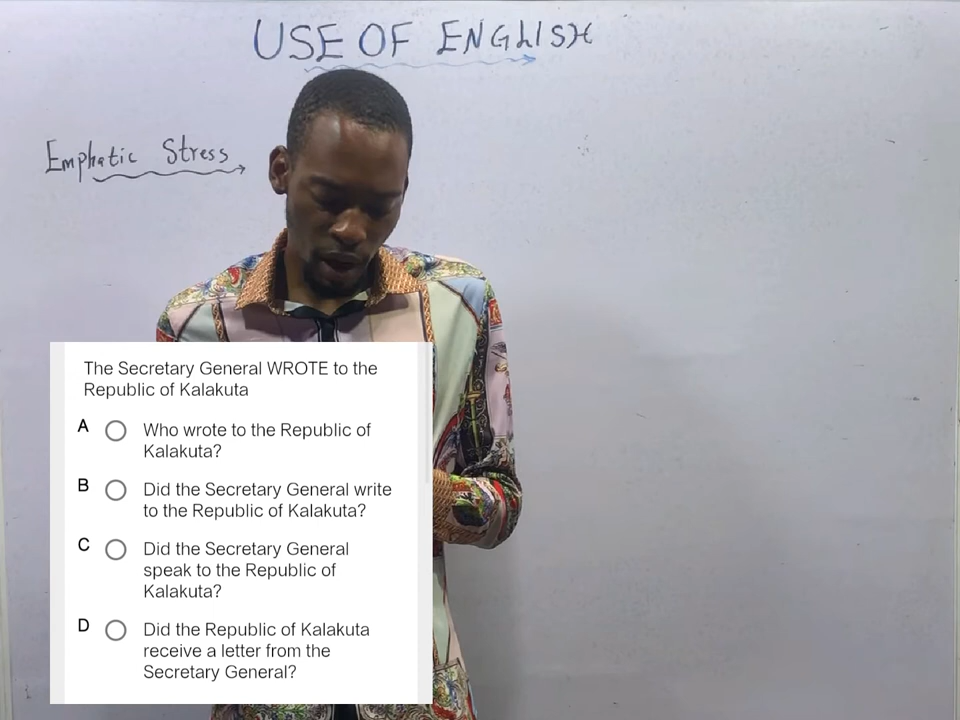 USE OF ENGLISH
Emphatic Stress
The Secretary General WROTE to the
Republic of Kalakuta
A Who wrote to the Republic of
Kalakuta?
B Did the Secretary General write
to the Republic of Kalakuta?
C Did the Secretary General
speak to the Republic of
Kalakuta?
D Did the Republic of Kalakuta
receive a letter from the
Secretary General?